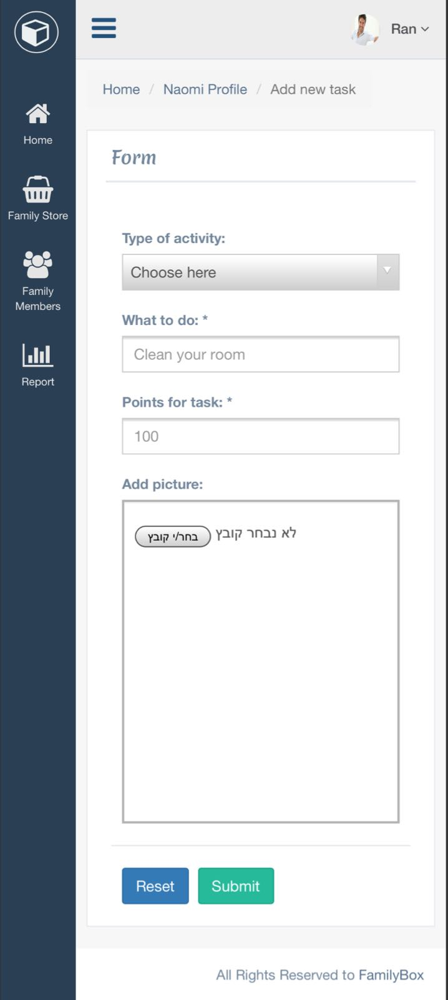 Ran
Home / Naomi Profile / Add new task
Home
Family Store
Family
Members
Report
Form
Type of activity:
Choose here
What to do: *
Clean your room
Points for task: *
100
Add picture:
בחר/י קובץ לא נבחר קובץ
Reset Submit
All Rights Reserved to FamilyBox